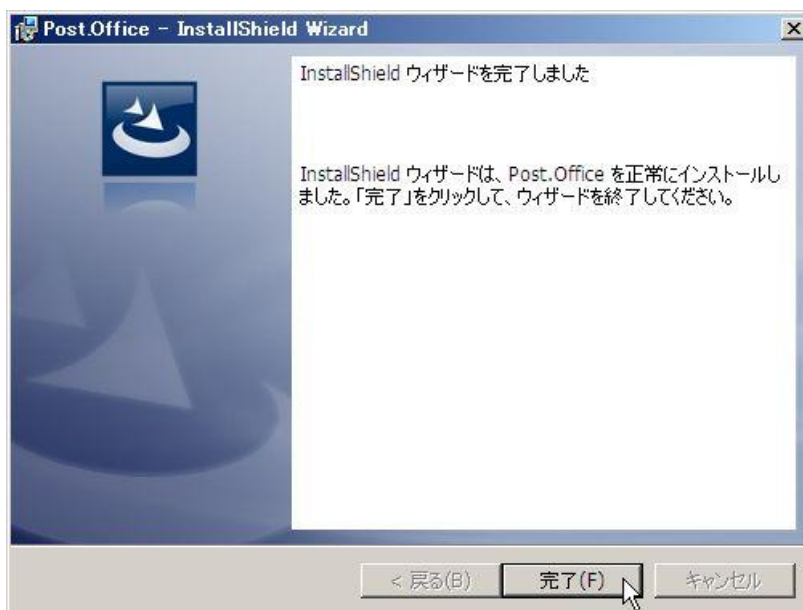 Post.Office - InstallShield Wizard
InstallShield ウィザードを完了しました
InstallShield ウィザードは、Post.Office を正常にインストールし
ました。「完了」をクリックして、ウィザードを終了してください。
< 戻る(B)
完了(F)
キャンセル